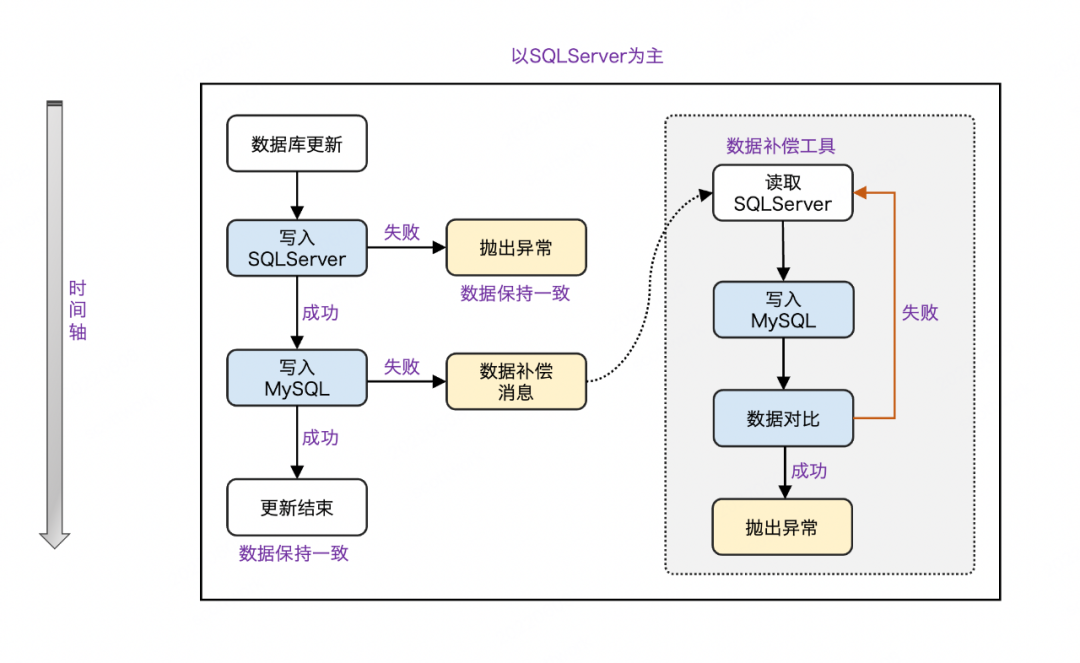 以SQLServer为主
时
间
轴
数据库更新
写入
SQLServer
失败
抛出异常
数据保持一致
成功
写入
MySQL
失败
数据补偿
消息
成功
更新结束
数据保持一致
数据补偿工具
读取
SQLServer
写入
MySQL
失败
数据对比
成功
抛出异常